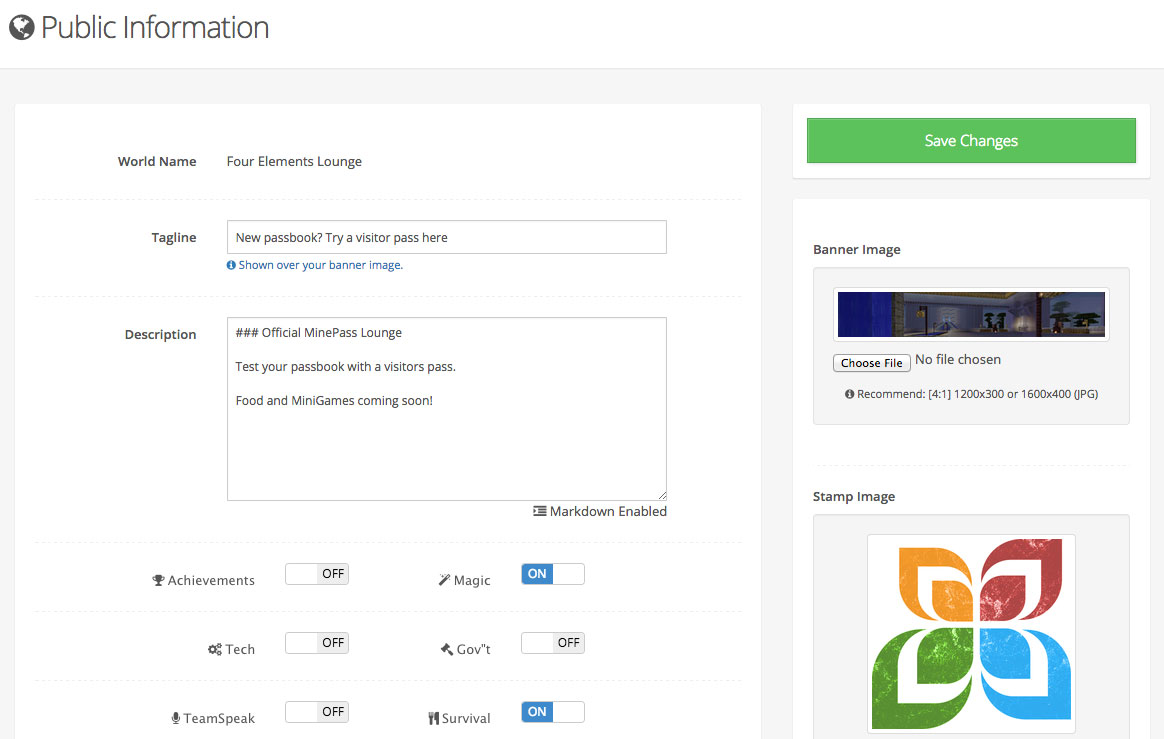 Public Information
World Name Four Elements Lounge
Tagline New passbook? Try a visitor pass here
Shown over your banner image.
Description ### Official MinePass Lounge
Test your passbook with a visitors pass.
Food and MiniGames coming soon!
Markdown Enabled
Achievements OFF Magic ON
Tech OFF Gov"t OFF
TeamSpeak OFF Survival ON
Save Changes
Banner Image
Choose File No file chosen
Recommend: [4:1] 1200x300 or 1600x400 (JPG)
Stamp Image